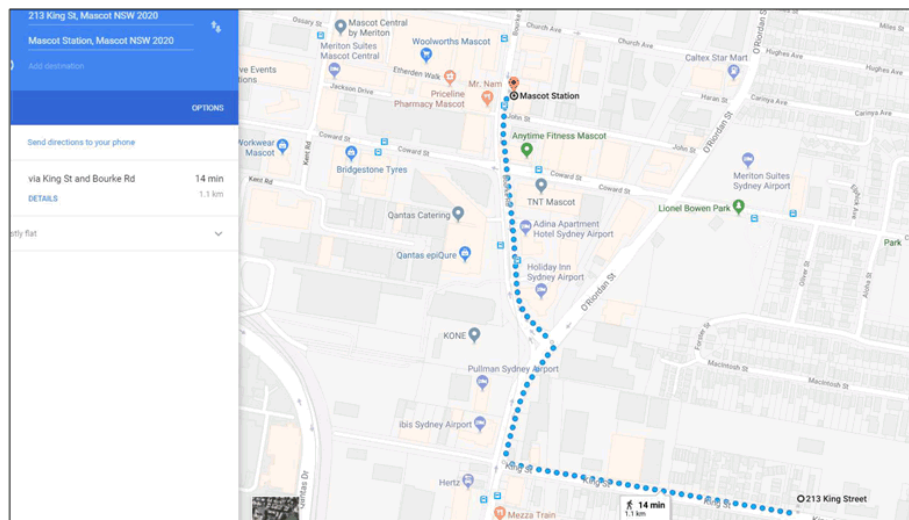 213 King St, Mascot NSW 2020
Mascot Station, Mascot NSW 2020
Add destination
OPTIONS
Send directions to your phone
via King St and Bourke Rd
14 min
1.1 km
DETAILS
stly flat
Ossary St
Mascot Central
by Meriton
Bourke St
Church Ave
Church Ave
Miles St
Hughes Ave
Hughes Ave
Meriton Suites
Mascot Central
Woolworths Mascot
O'Riordan St
Caltex Star Mart
ve Events
Etherden Walk
Mr. Nam
Jackson Drive
Priceline
Pharmacy Mascot
Mascot Station
Haran St
Carinya Ave
Carinya Ave
John St
John St
Coward St
Anytime Fitness Mascot
Workwear
Mascot
Kent Rd
Bridgestone Tyres
Coward St
Coward St
O'Riordan St
Meriton Suites
Sydney Airport
Kent Rd
TNT Mascot
Lionel Bowen Park
Qantas Catering
Adina Apartment
Hotel Sydney Airport
Park
Qantas epiQure
Holiday Inn
Sydney Airport
O'Riordan St
Oliver St
Aloha St
KONE
Forster St
Macintosh St
Macintosh St
Pullman Sydney Airport
ibis Sydney Airport
Qantas Dr
King St
King St
Hertz
14 min
1.1 km
213 King Street
King St
Mezza Train